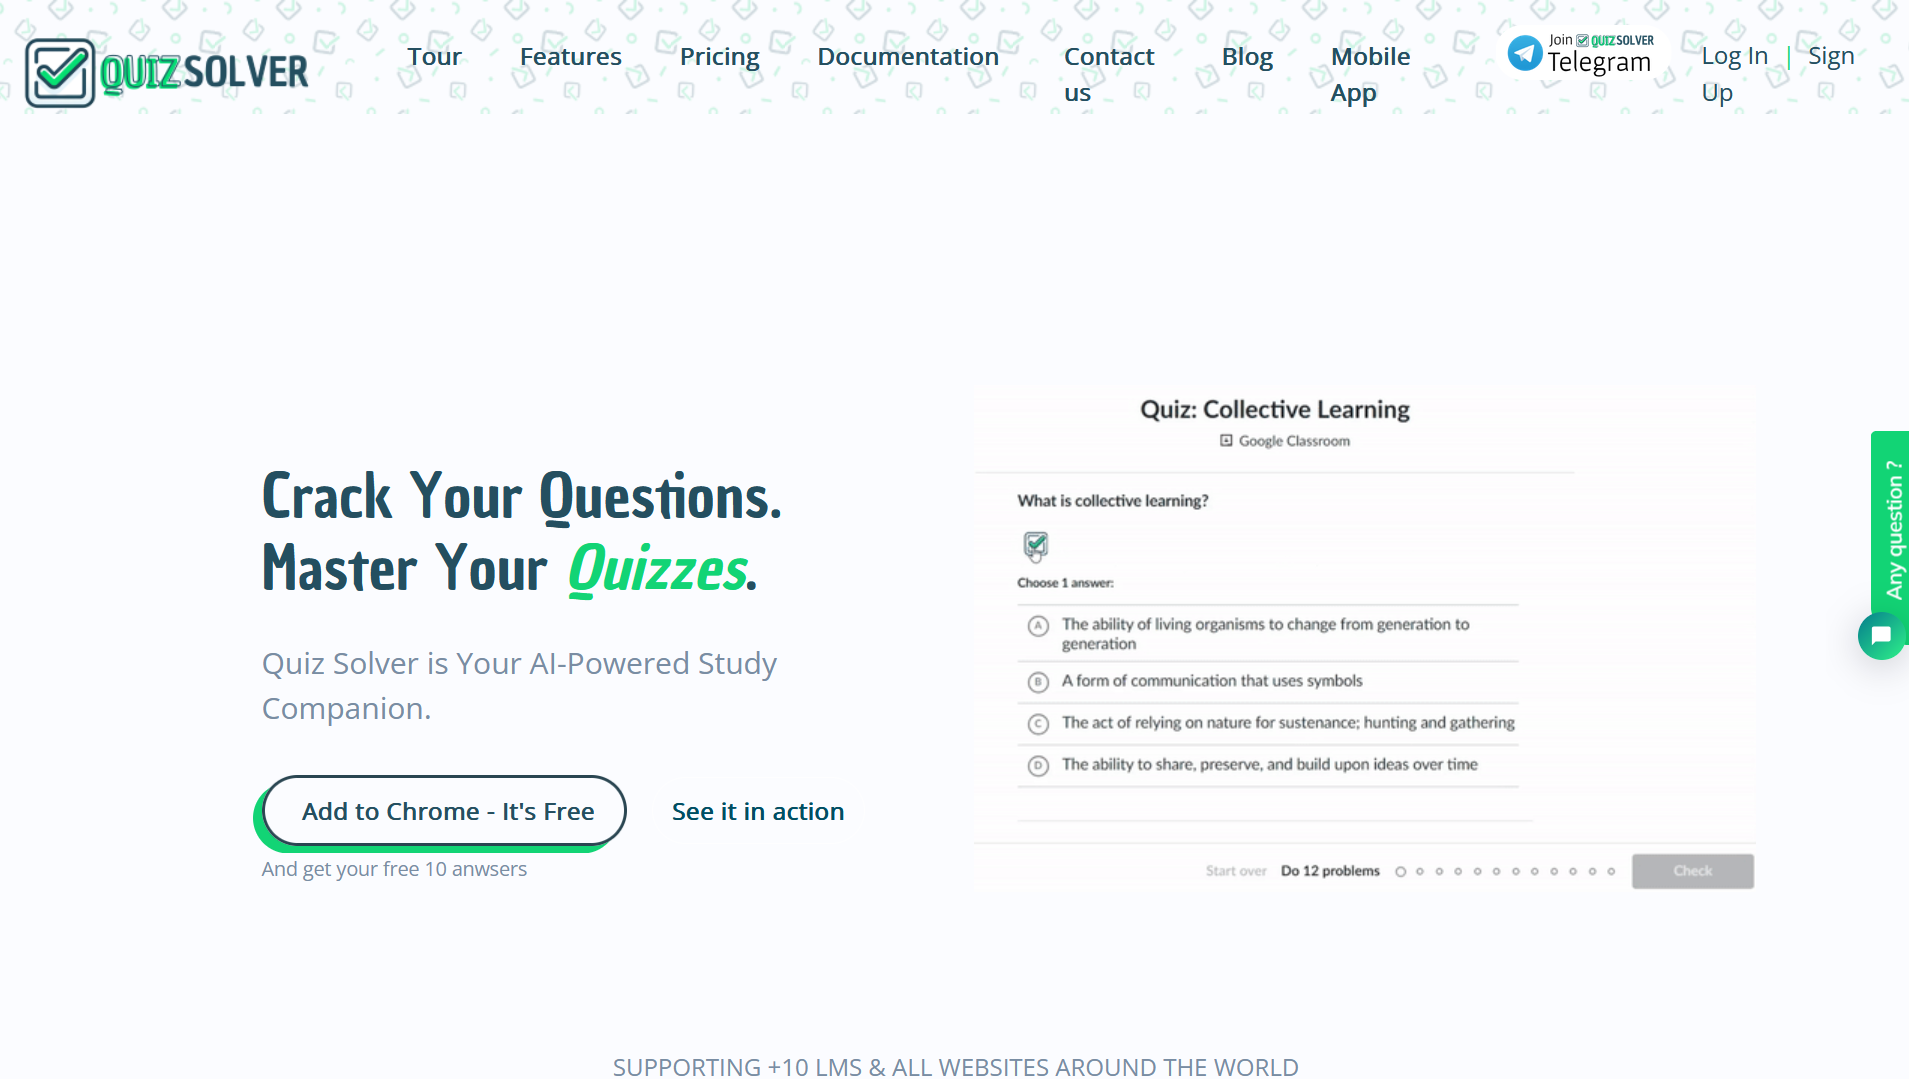 QUIZSOLVER
Tour
Features
Pricing
Documentation
Contact
us
Blog
Mobile
App
Join QUIZSOLVER
Telegram
Log In | Sign
Up
Crack Your Questions.
Master Your Quizzes.
Quiz Solver is Your AI-Powered Study
Companion.
Add to Chrome - It's Free
See it in action
And get your free 10 anwsers
Quiz: Collective Learning
Google Classroom
What is collective learning?
Choose 1 answer:
A The ability of living organisms to change from generation to
generation
B A form of communication that uses symbols
C The act of relying on nature for sustenance; hunting and gathering
D The ability to share, preserve, and build upon ideas over time
Start over
Do 12 problems
Check
Any question ?
SUPPORTING +10 LMS & ALL WEBSITES AROUND THE WORLD